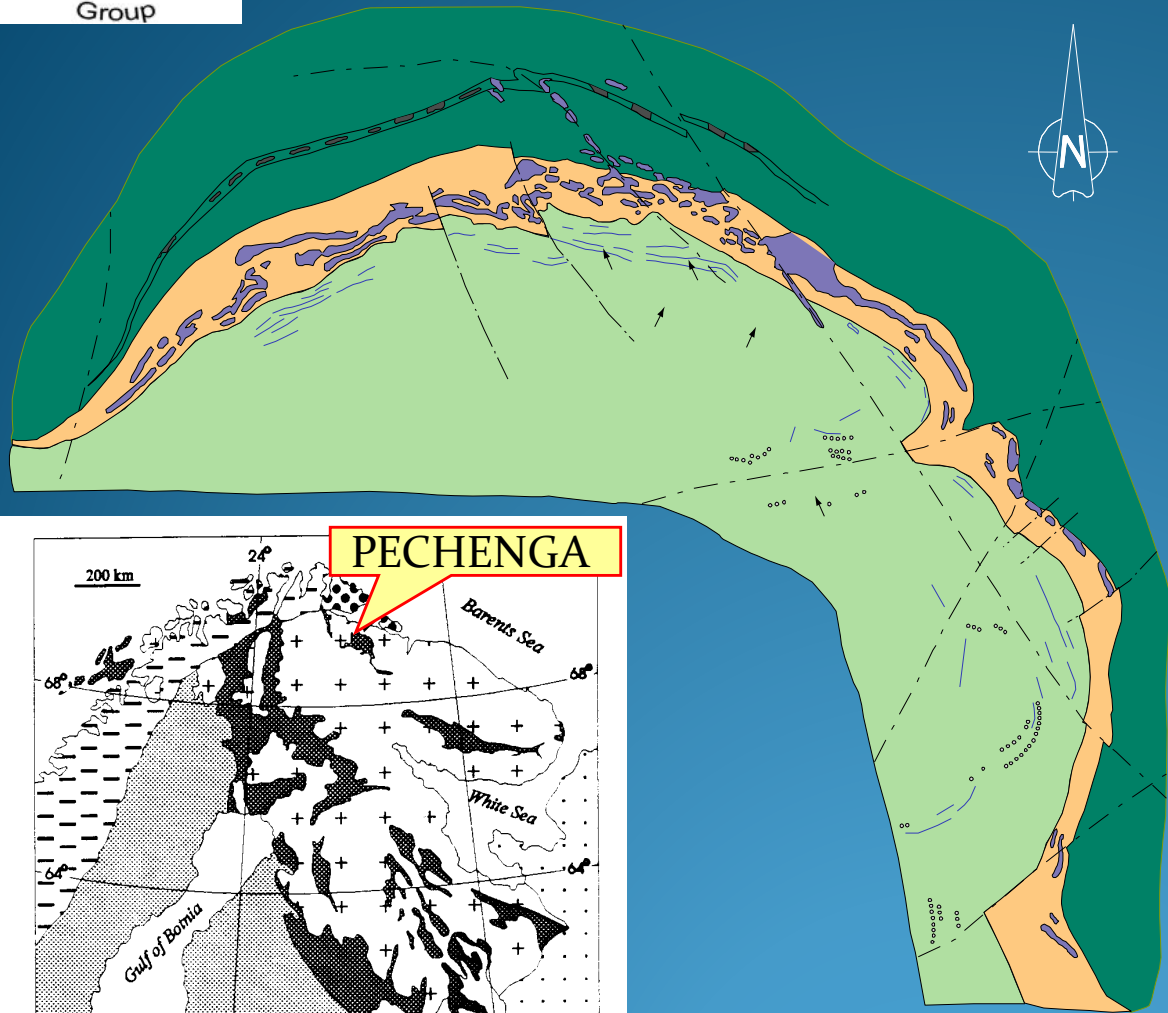 Group
N
PECHENGA
24°
200 km
Barents Sea
68°
68°
White Sea
64°
64°
Gulf of Botnia